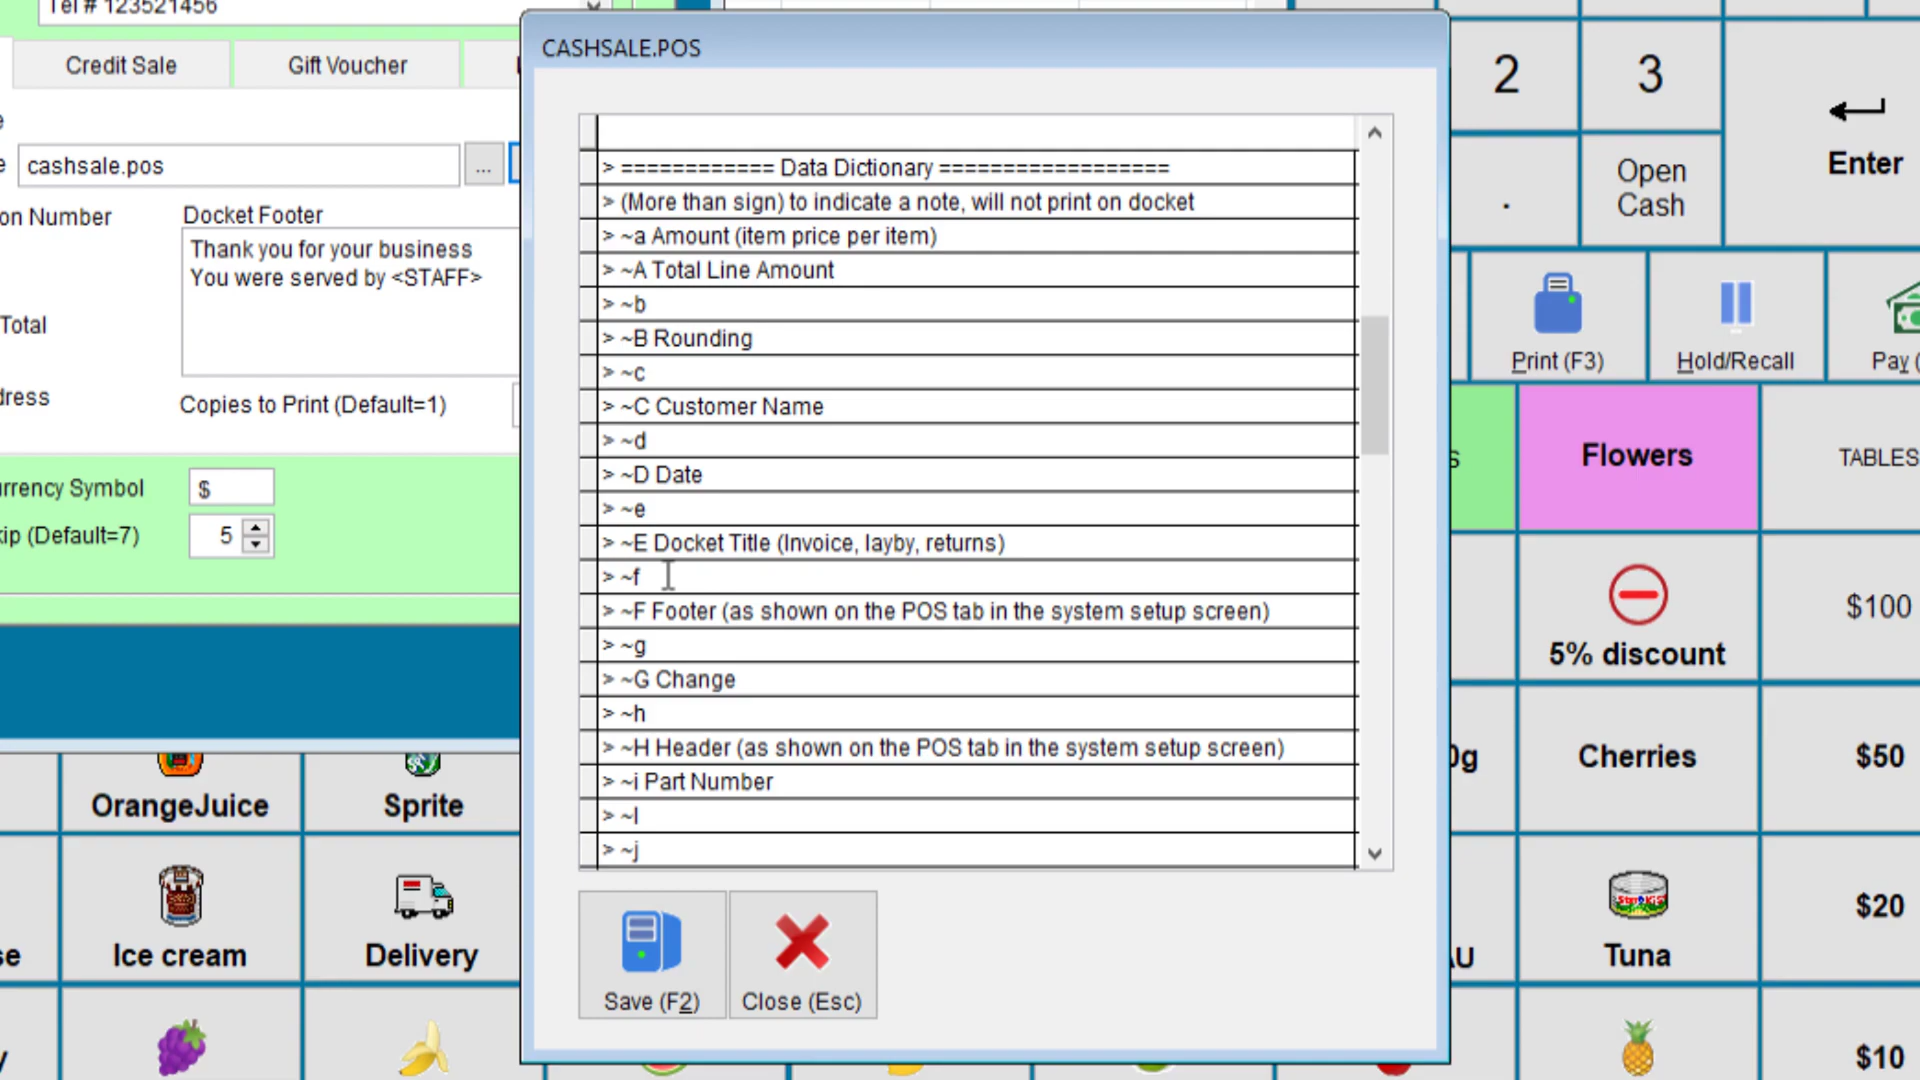 Tel # 123521456
Credit Sale
Gift Voucher
cashsale.pos
...
on Number
Docket Footer
Thank you for your business
You were served by <STAFF>
Total
ress
Copies to Print (Default=1)
rrency Symbol
$
kip (Default=7)
5
CASHSALE.POS
> ============ Data Dictionary ==================
> (More than sign) to indicate a note, will not print on docket
> ~a Amount (item price per item)
> ~A Total Line Amount
> ~b
> ~B Rounding
> ~c
> ~C Customer Name
> ~d
> ~D Date
> ~e
> ~E Docket Title (Invoice, layby, returns)
> ~f
> ~F Footer (as shown on the POS tab in the system setup screen)
> ~g
> ~G Change
> ~h
> ~H Header (as shown on the POS tab in the system setup screen)
> ~i Part Number
> ~I
> ~j
Save (F2)
Close (Esc)
2
3
Enter
.
Open
Cash
Print (F3)
Hold/Recall
Pay (
S
Flowers
TABLES
5% discount
$100
0g
Cherries
$50
AU
Tuna
$20
$10
OrangeJuice
Sprite
se
Ice cream
Delivery
y